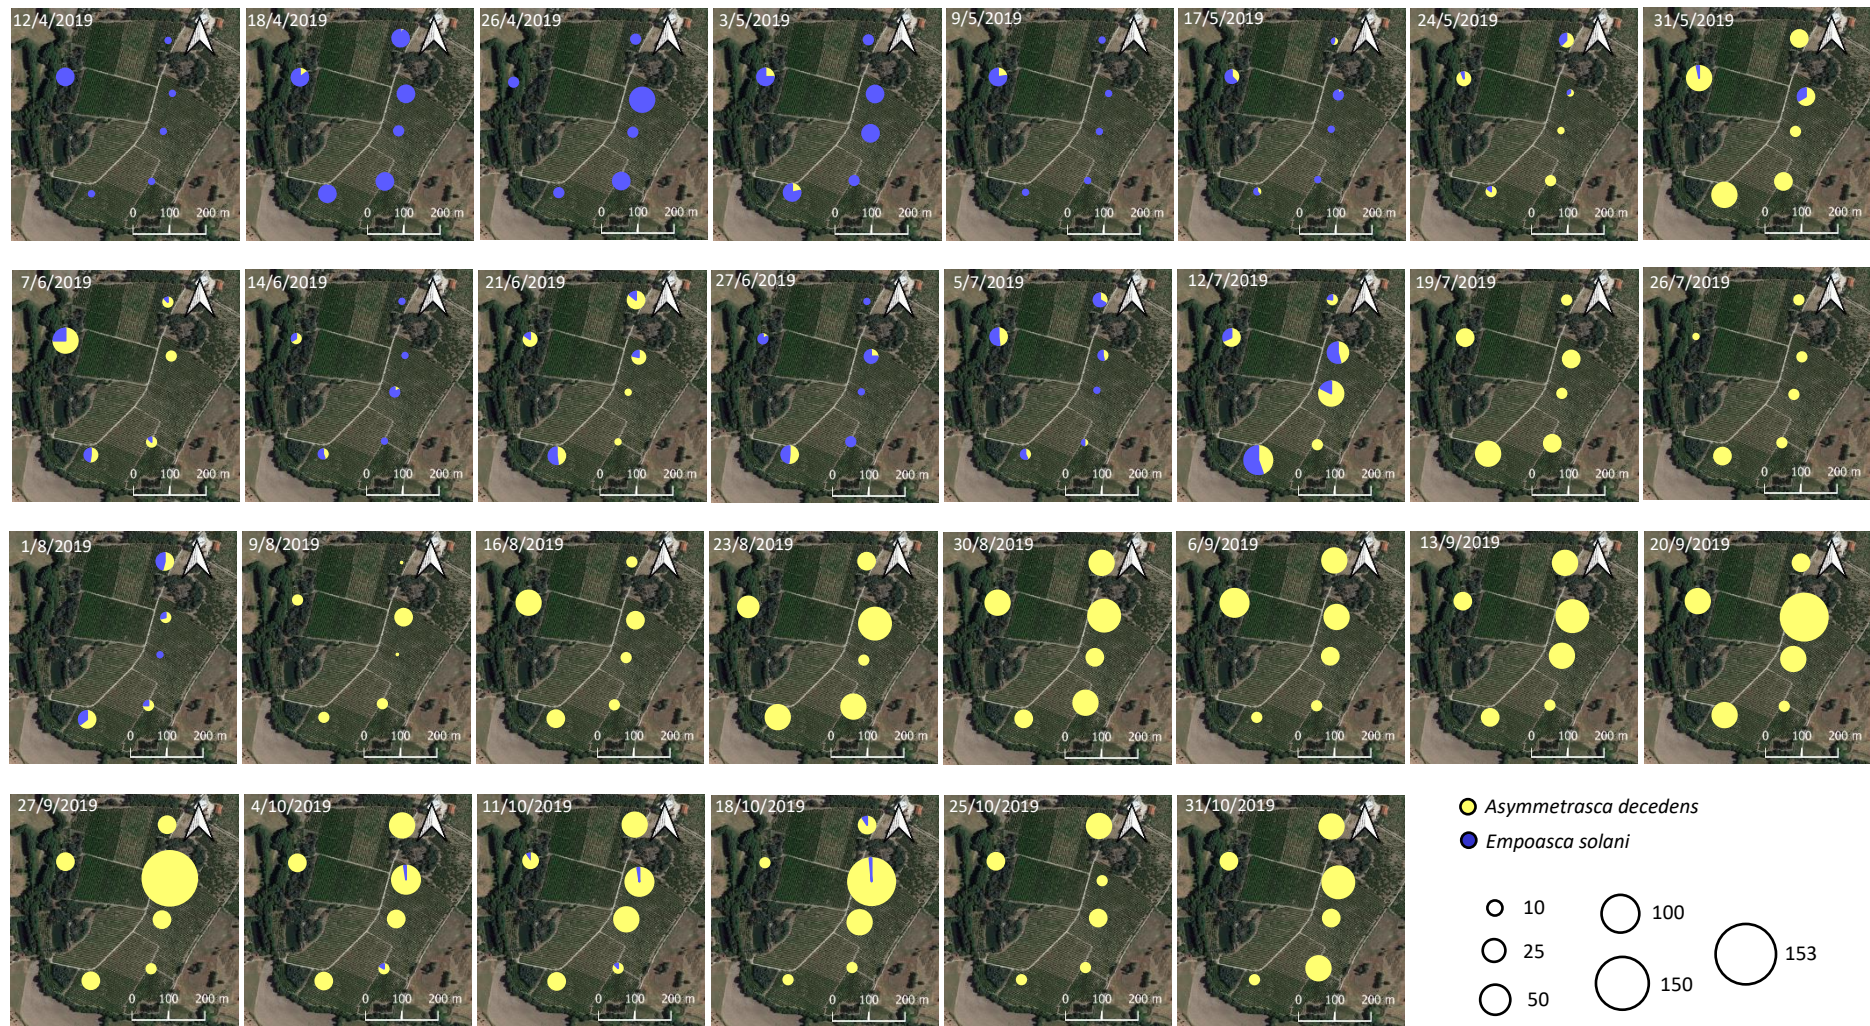 12/4/2019
0 100 200 m
18/4/2019
0 100 200 m
26/4/2019
0 100 200 m
3/5/2019
0 100 200 m
9/5/2019
0 100 200 m
17/5/2019
0 100 200 m
24/5/2019
0 100 200 m
31/5/2019
0 100 200 m
7/6/2019
0 100 200 m
14/6/2019
0 100 200 m
21/6/2019
0 100 200 m
27/6/2019
0 100 200 m
5/7/2019
0 100 200 m
12/7/2019
0 100 200 m
19/7/2019
0 100 200 m
26/7/2019
0 100 200 m
1/8/2019
0 100 200 m
9/8/2019
0 100 200 m
16/8/2019
0 100 200 m
23/8/2019
0 100 200 m
30/8/2019
0 100 200 m
6/9/2019
0 100 200 m
13/9/2019
0 100 200 m
20/9/2019
0 100 200 m
27/9/2019
0 100 200 m
4/10/2019
0 100 200 m
11/10/2019
0 100 200 m
18/10/2019
0 100 200 m
25/10/2019
0 100 200 m
31/10/2019
0 100 200 m
Asymmetrasca decedens
Empoasca solani
10
25
50
100
150
153